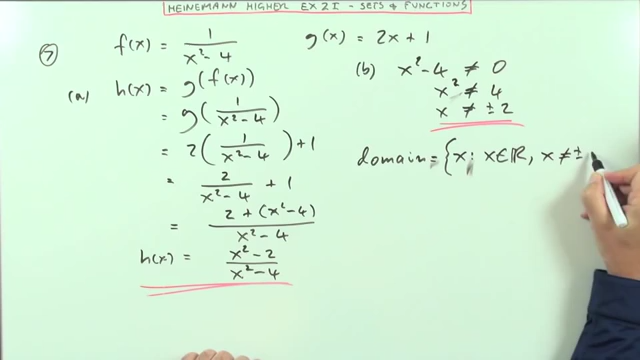 HEINEMANN HIGHER EX 2I - SETS & FUNCTIONS
⑤ f(x) = 1/(x² - 4)   g(x) = 2x + 1
(a) h(x) = g(f(x))
= g(1/(x² - 4))
= 2(1/(x² - 4)) + 1
= 2/(x² - 4) + 1
= (2 + (x² - 4))/(x² - 4)
h(x) = (x² - 2)/(x² - 4)
(b) x² - 4 ≠ 0
x² ≠ 4
x ≠ ± 2
domain = {x : x ∈ ℝ, x ≠ ±